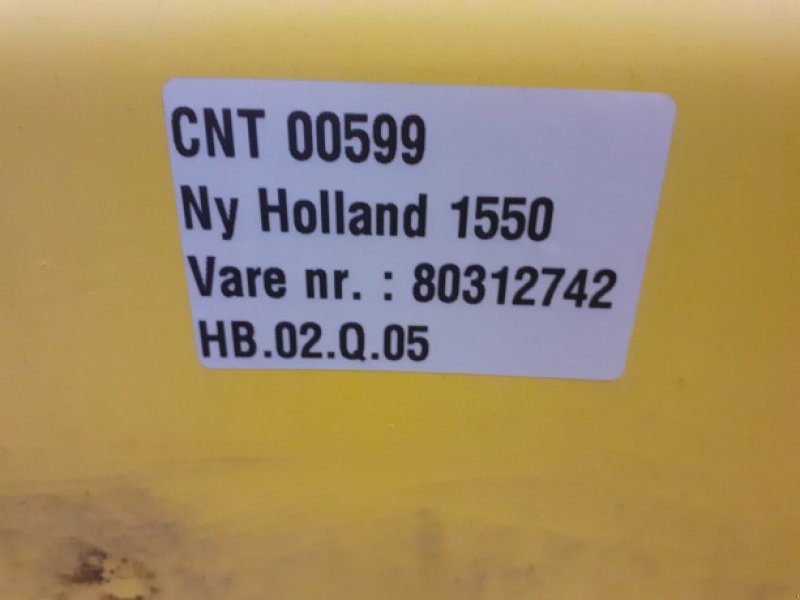 CNT 00599
Ny Holland 1550
Vare nr. : 80312742
HB.02.Q.05